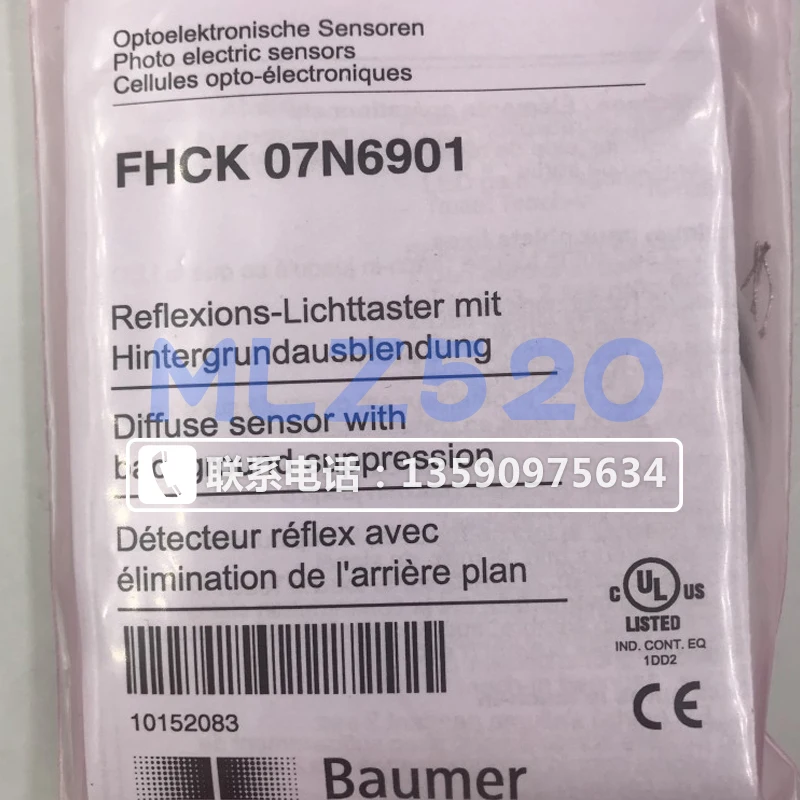 Optoelektronische Sensoren
Photo electric sensors
Cellules opto-électroniques
FHCK 07N6901
Reflexions-Lichttaster mit
Hintergrundausblendung
MLZ520
Diffuse sensor with
background suppression
联系电话：13590975634
Détecteur réflex avec
élimination de l'arrière plan
C UL US
LISTED
IND. CONT. EQ
1DD2
CE
10152083
Baumer